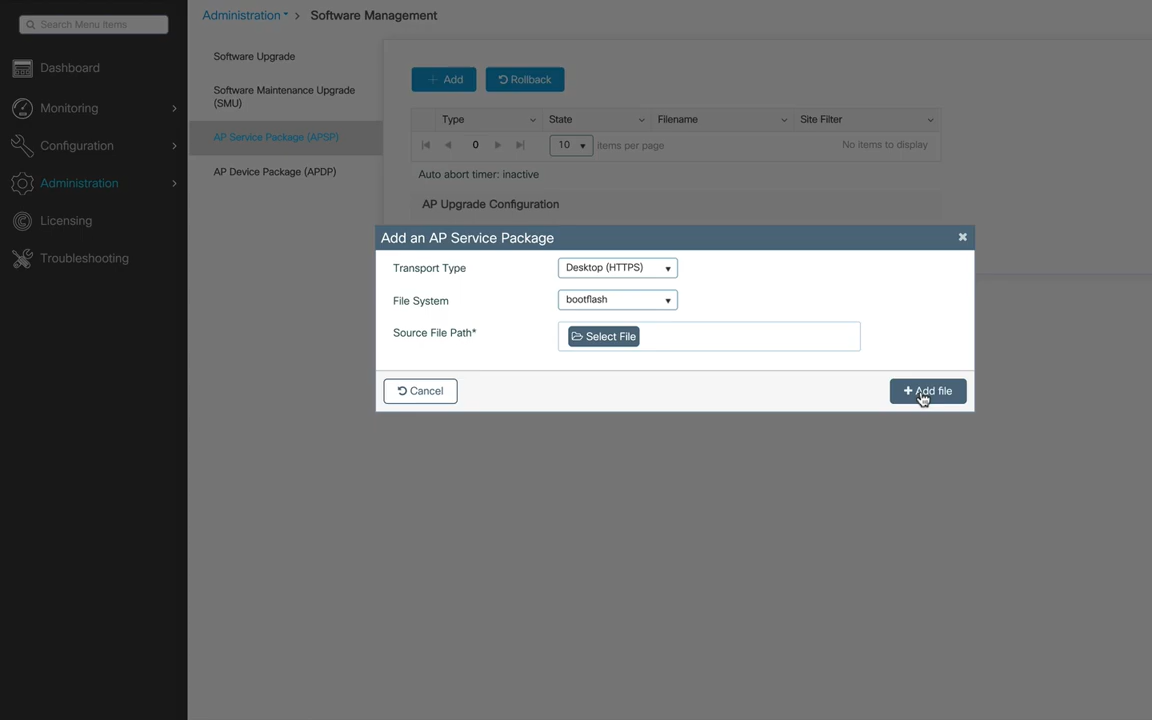 Search Menu Items
Dashboard
Monitoring
Configuration
Administration
Licensing
Troubleshooting
Administration > Software Management
Software Upgrade
Software Maintenance Upgrade
(SMU)
AP Service Package (APSP)
AP Device Package (APDP)
+ Add
Rollback
Type State Filename Site Filter
0 10 items per page No items to display
Auto abort timer: inactive
AP Upgrade Configuration
Add an AP Service Package
Transport Type Desktop (HTTPS)
File System bootflash
Source File Path* Select File
Cancel
+ Add file